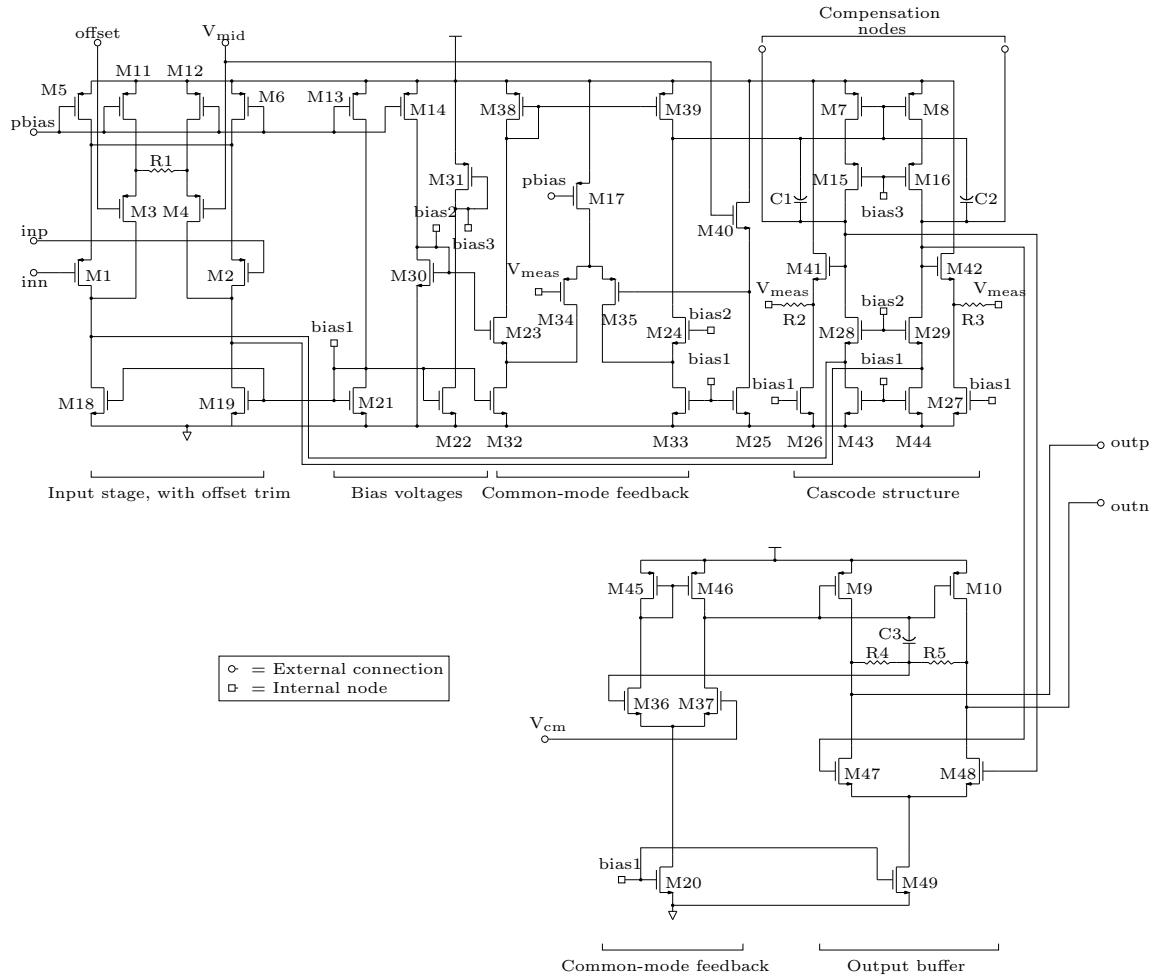 Compensation
nodes
offset
V_mid
M11
M12
M5
M6
M13
M14
M38
M39
M7
M8
pbias
R1
M31
M15
M16
pbias
M17
M3
M4
bias2
bias3
C1
bias3
C2
M40
inp
inn
M1
M2
M30
V_meas
M41
M42
V_meas
V_meas
M34
M35
R2
R3
bias1
M23
M24
bias2
M28
bias2
M29
bias1
bias1
bias1
bias1
M18
M19
M21
M22
M32
M33
M25
M26
M43
M44
M27
outp
Input stage, with offset trim
Bias voltages
Common-mode feedback
Cascode structure
outn
M45
M46
M9
M10
C3
R4
R5
= External connection
= Internal node
M36
M37
V_cm
M47
M48
bias1
M20
M49
Common-mode feedback
Output buffer